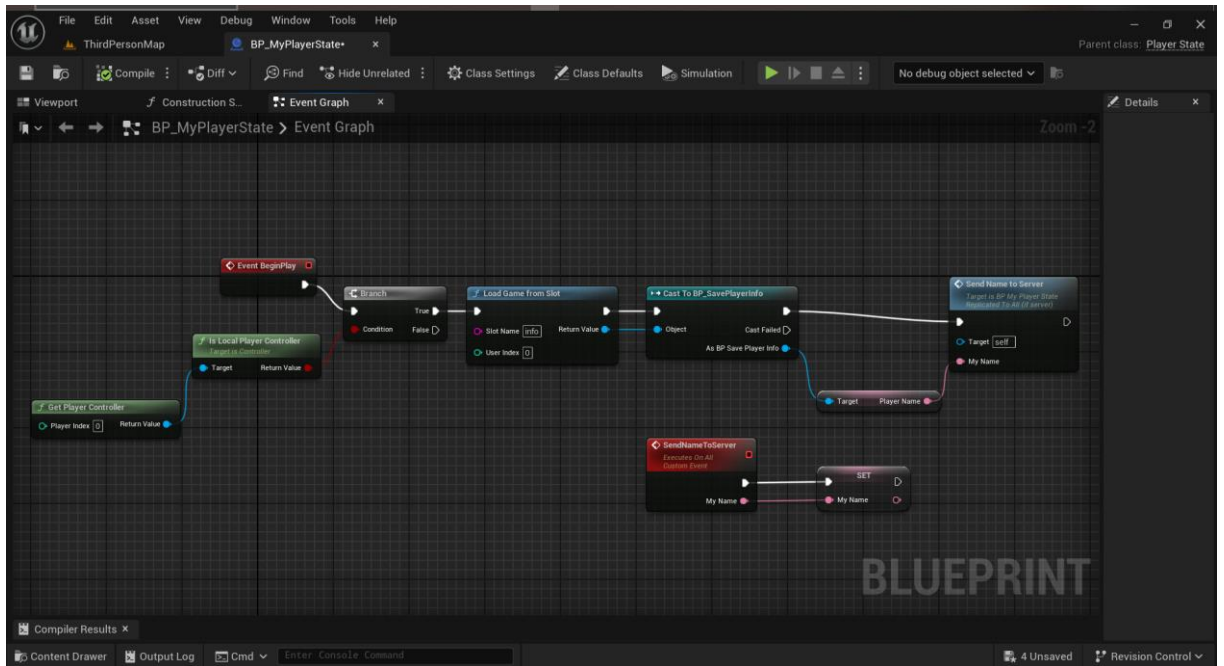 File Edit Asset View Debug Window Tools Help
ThirdPersonMap
BP_MyPlayerState•
Parent class: Player State
Compile
Diff
Find
Hide Unrelated
Class Settings
Class Defaults
Simulation
No debug object selected
Viewport
Construction S...
Event Graph
Details
BP_MyPlayerState > Event Graph
Zoom -2
Event BeginPlay
Branch
True
Condition
False
Load Game from Slot
Slot Name info
Return Value
User Index 0
Cast To BP_SavePlayerInfo
Object
Cast Failed
As BP Save Player Info
Send Name to Server
Target is BP My Player State
Replicated To All (if server)
Target self
My Name
Is Local Player Controller
Target is Controller
Target
Return Value
Get Player Controller
Player Index 0
Return Value
Target
Player Name
SendNameToServer
Executes On All
Custom Event
My Name
SET
My Name
BLUEPRINT
Compiler Results
Content Drawer
Output Log
Cmd
Enter Console Command
4 Unsaved
Revision Control